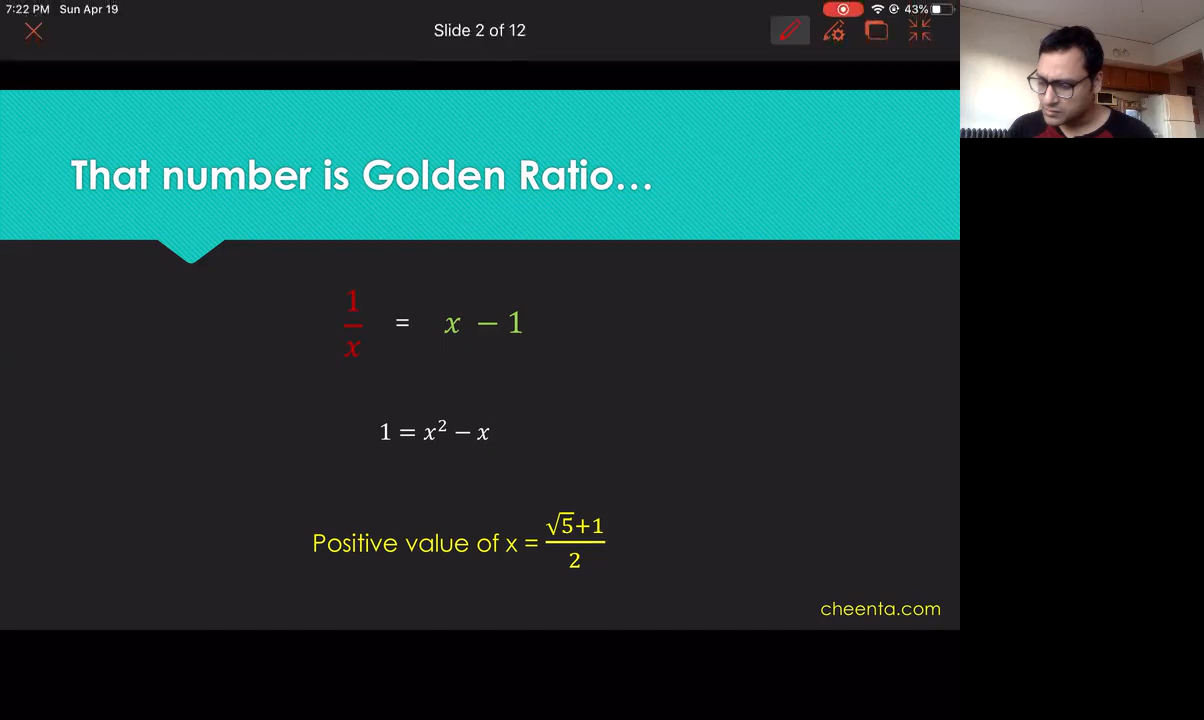 7:22 PM Sun Apr 19 43%
Slide 2 of 12
That number is Golden Ratio...
1/x = x − 1
1 = x² − x
Positive value of x = (√5+1)/2
cheenta.com